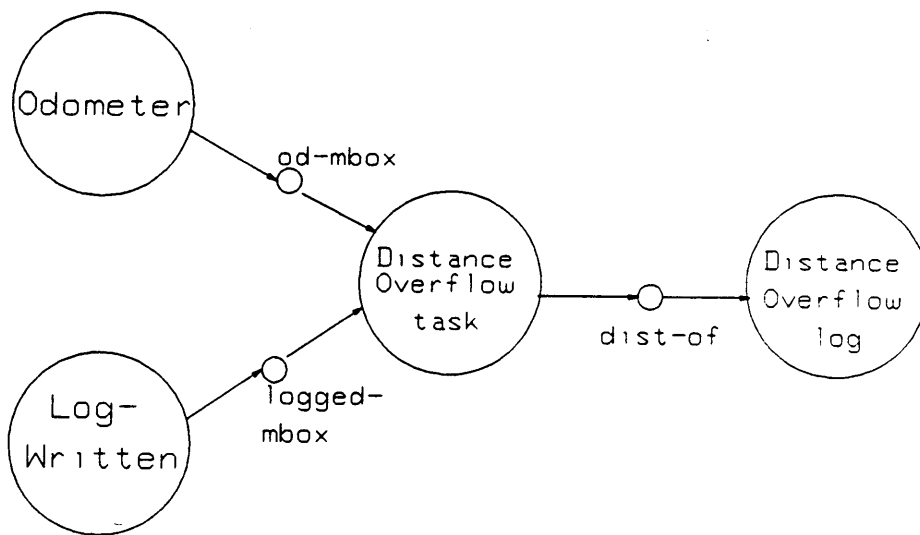 Odometer
od-mbox
Distance
Overflow
task
Distance
Overflow
log
dist-of
logged-
mbox
Log-
Written